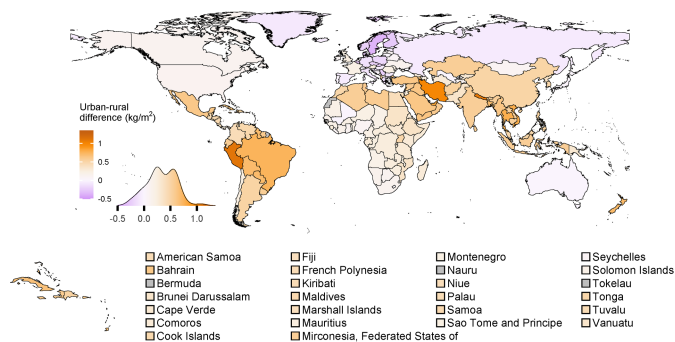 Urban-rural
difference (kg/m²)
1
0.5
0
-0.5
-0.5 0.0 0.5 1.0
American Samoa
Bahrain
Bermuda
Brunei Darussalam
Cape Verde
Comoros
Cook Islands
Fiji
French Polynesia
Kiribati
Maldives
Marshall Islands
Mauritius
Mirconesia, Federated States of
Montenegro
Nauru
Niue
Palau
Samoa
Sao Tome and Principe
Seychelles
Solomon Islands
Tokelau
Tonga
Tuvalu
Vanuatu